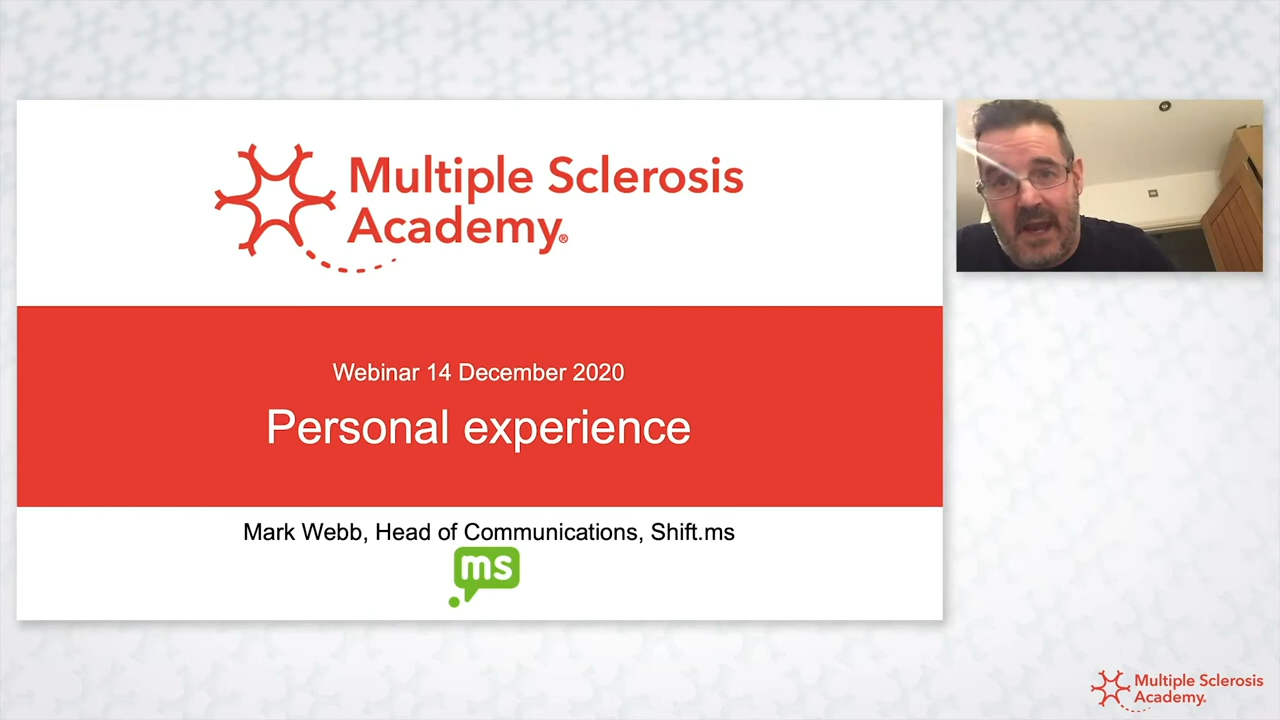 Multiple Sclerosis
Academy®
Webinar 14 December 2020
Personal experience
Mark Webb, Head of Communications, Shift.ms
ms
Multiple Sclerosis
Academy